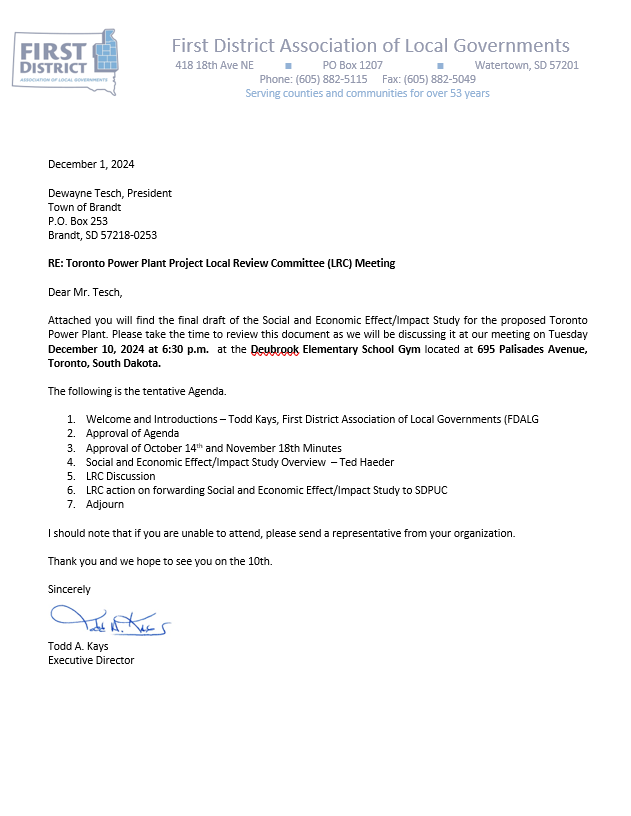 FIRST
DISTRICT
ASSOCIATION OF LOCAL GOVERNMENTS
First District Association of Local Governments
418 18th Ave NE ■ PO Box 1207 ■ Watertown, SD 57201
Phone: (605) 882-5115 Fax: (605) 882-5049
Serving counties and communities for over 53 years
December 1, 2024
Dewayne Tesch, President
Town of Brandt
P.O. Box 253
Brandt, SD 57218-0253
RE: Toronto Power Plant Project Local Review Committee (LRC) Meeting
Dear Mr. Tesch,
Attached you will find the final draft of the Social and Economic Effect/Impact Study for the proposed Toronto
Power Plant. Please take the time to review this document as we will be discussing it at our meeting on Tuesday
December 10, 2024 at 6:30 p.m. at the Deubrook Elementary School Gym located at 695 Palisades Avenue,
Toronto, South Dakota.
The following is the tentative Agenda.
1. Welcome and Introductions – Todd Kays, First District Association of Local Governments (FDALG
2. Approval of Agenda
3. Approval of October 14th and November 18th Minutes
4. Social and Economic Effect/Impact Study Overview – Ted Haeder
5. LRC Discussion
6. LRC action on forwarding Social and Economic Effect/Impact Study to SDPUC
7. Adjourn
I should note that if you are unable to attend, please send a representative from your organization.
Thank you and we hope to see you on the 10th.
Sincerely
Todd A. Kays
Todd A. Kays
Executive Director